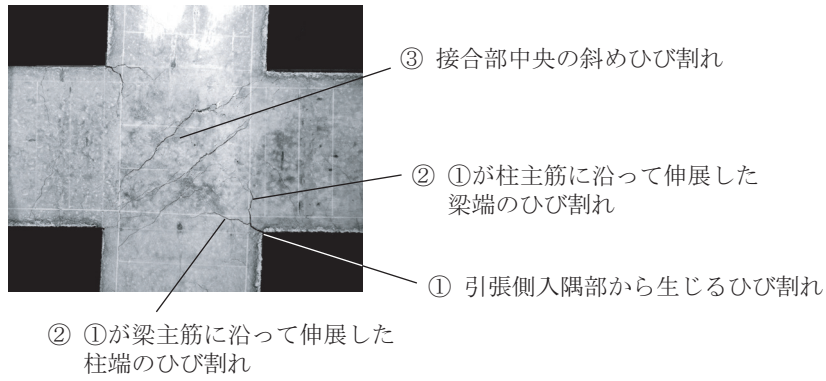 ③ 接合部中央の斜めひび割れ
② ①が柱主筋に沿って伸展した
梁端のひび割れ
① 引張側入隅部から生じるひび割れ
② ①が梁主筋に沿って伸展した
柱端のひび割れ